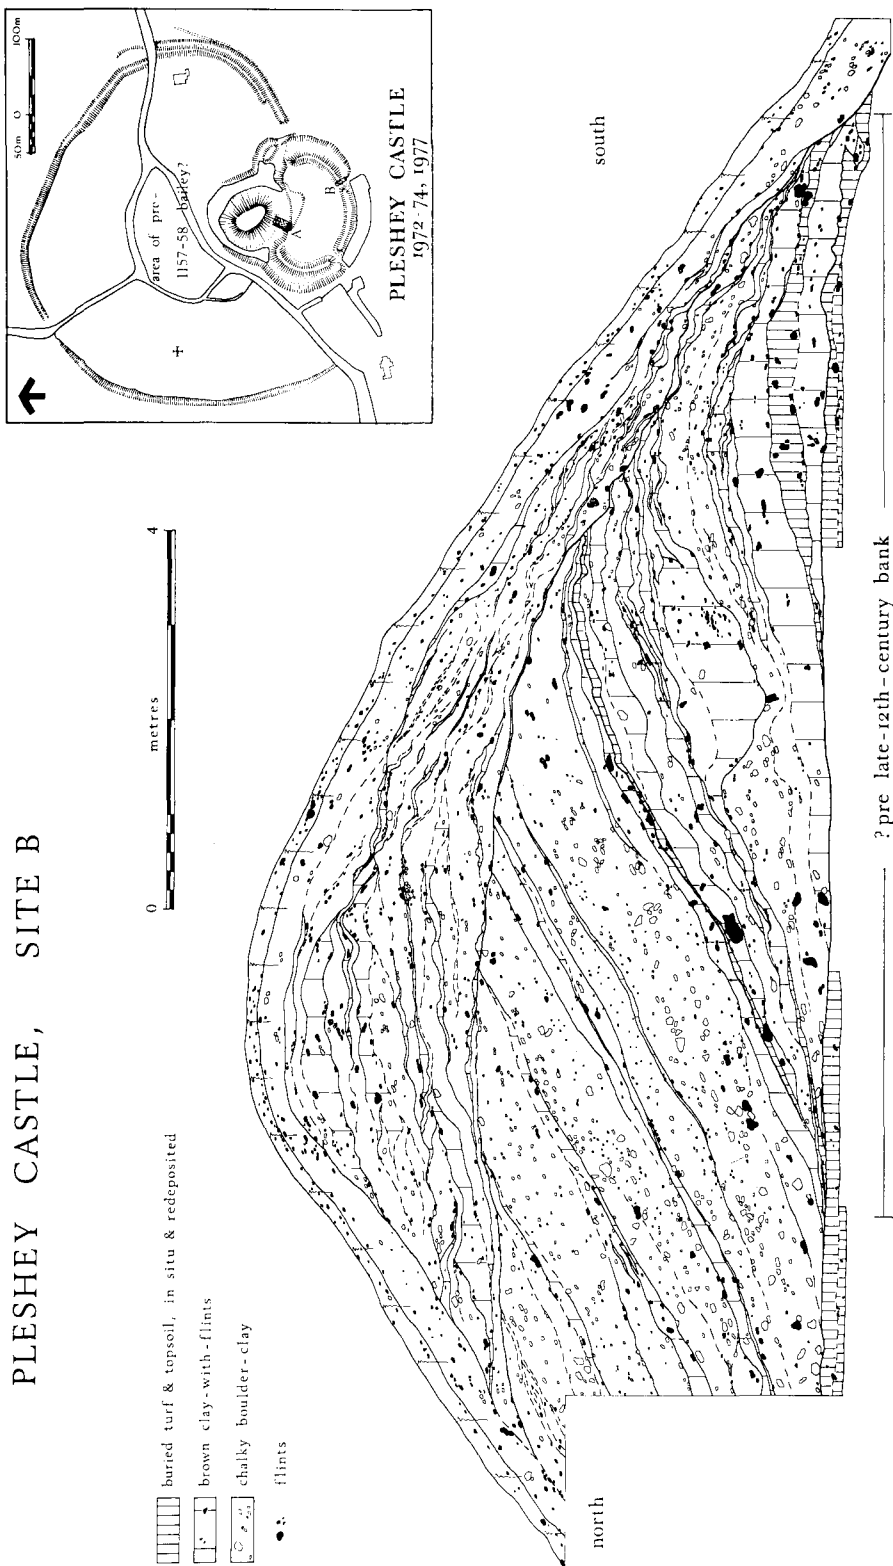 PLESHEY CASTLE, SITE B
buried turf & topsoil, in situ & redeposited
brown clay-with-flints
chalky boulder-clay
flints
0 metres 4
50m 0 100m
area of pre-
1157-58 bailey?
A
B
PLESHEY CASTLE
1972-74, 1977
north
south
? pre late-12th-century bank